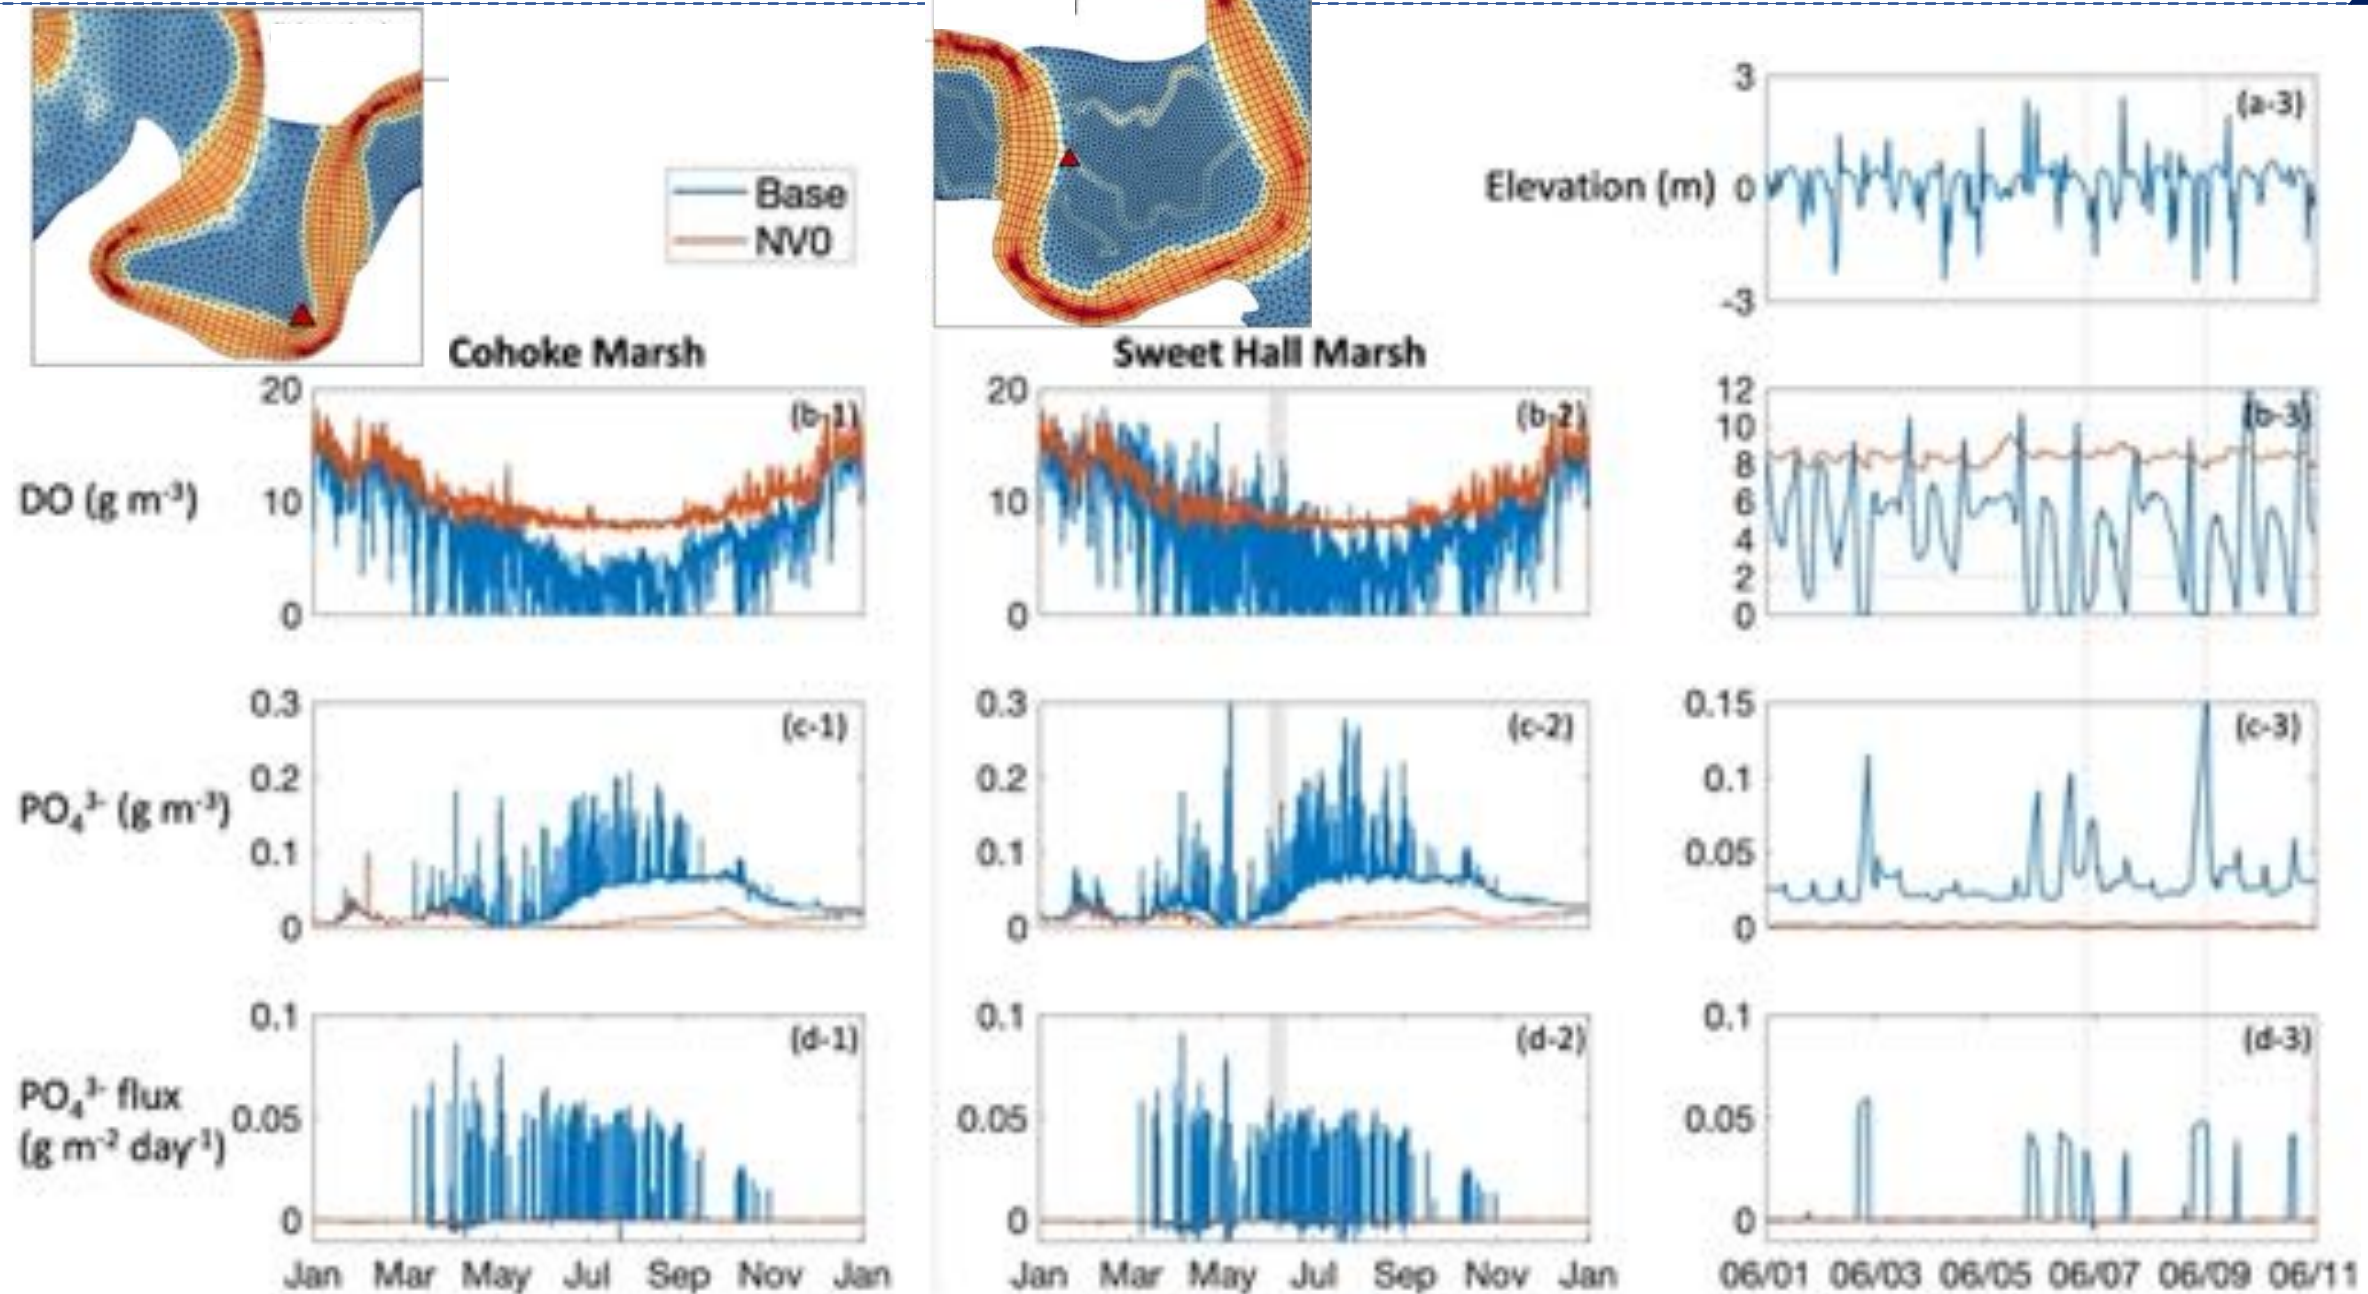 (a-3)
3
Elevation (m)
0
-3
Base
NV0
Cohoke Marsh
Sweet Hall Marsh
DO (g m⁻³)
20
10
0
(b-1)
20
10
0
(b-2)
12
10
8
6
4
2
0
(b-3)
PO₄³⁻ (g m⁻³)
0.3
0.2
0.1
0
(c-1)
0.3
0.2
0.1
0
(c-2)
0.15
0.1
0.05
0
(c-3)
PO₄³⁻ flux
(g m⁻² day⁻¹)
0.1
0.05
0
(d-1)
0.1
0.05
0
(d-2)
0.1
0.05
0
(d-3)
Jan Mar May Jul Sep Nov Jan
Jan Mar May Jul Sep Nov Jan
06/01 06/03 06/05 06/07 06/09 06/11